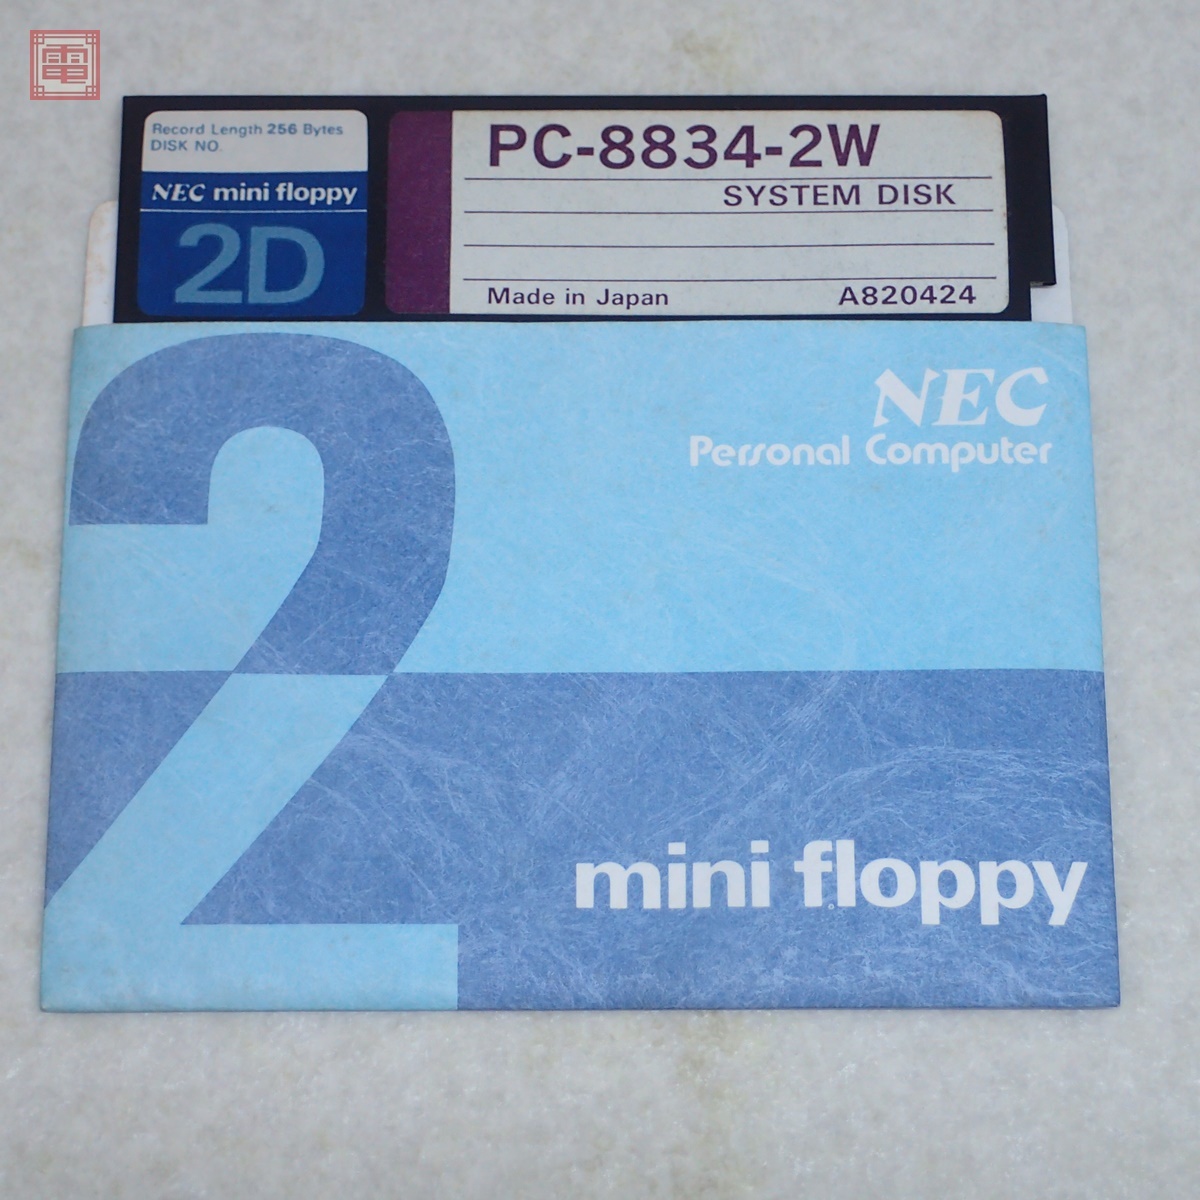 電
Record Length 256 Bytes
DISK NO.
NEC mini floppy
2D
PC-8834-2W
SYSTEM DISK
Made in Japan
A820424
2
NEC
Personal Computer
mini floppy